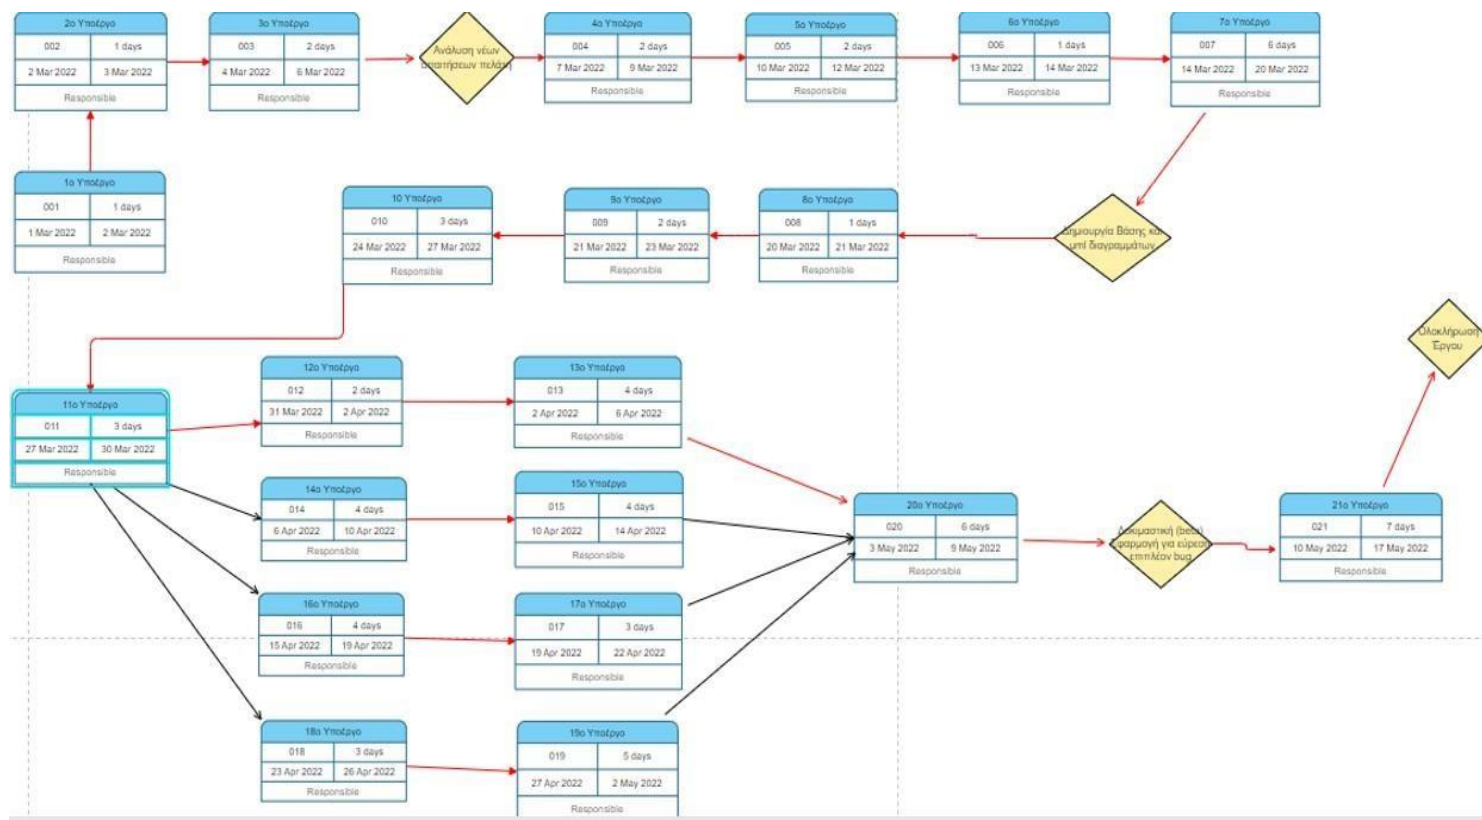 2ο Υποέργο
002 1 days
2 Mar 2022 3 Mar 2022
Responsible
3ο Υποέργο
003 2 days
4 Mar 2022 6 Mar 2022
Responsible
Ανάλυση νέων
απαιτήσεων πελάτη
4ο Υποέργο
004 2 days
7 Mar 2022 9 Mar 2022
Responsible
5ο Υποέργο
005 2 days
10 Mar 2022 12 Mar 2022
Responsible
6ο Υποέργο
006 1 days
13 Mar 2022 14 Mar 2022
Responsible
7ο Υποέργο
007 6 days
14 Mar 2022 20 Mar 2022
Responsible
1ο Υποέργο
001 1 days
1 Mar 2022 2 Mar 2022
Responsible
10 Υποέργο
010 3 days
24 Mar 2022 27 Mar 2022
Responsible
9ο Υποέργο
009 2 days
21 Mar 2022 23 Mar 2022
Responsible
8ο Υποέργο
008 1 days
20 Mar 2022 21 Mar 2022
Responsible
Δημιουργία Βάσης και
uml διαγραμμάτων
Ολοκλήρωση
Έργου
11ο Υποέργο
011 3 days
27 Mar 2022 30 Mar 2022
Responsible
12ο Υποέργο
012 2 days
31 Mar 2022 2 Apr 2022
Responsible
13ο Υποέργο
013 4 days
2 Apr 2022 6 Apr 2022
Responsible
14ο Υποέργο
014 4 days
6 Apr 2022 10 Apr 2022
Responsible
15ο Υποέργο
015 4 days
10 Apr 2022 14 Apr 2022
Responsible
16ο Υποέργο
016 4 days
15 Apr 2022 19 Apr 2022
Responsible
17ο Υποέργο
017 3 days
19 Apr 2022 22 Apr 2022
Responsible
18ο Υποέργο
018 3 days
23 Apr 2022 26 Apr 2022
Responsible
19ο Υποέργο
019 5 days
27 Apr 2022 2 May 2022
Responsible
20ο Υποέργο
020 6 days
3 May 2022 9 May 2022
Responsible
Δοκιμαστική (beta)
εφαρμογή για εύρεση
επιπλέον bug
21ο Υποέργο
021 7 days
10 May 2022 17 May 2022
Responsible